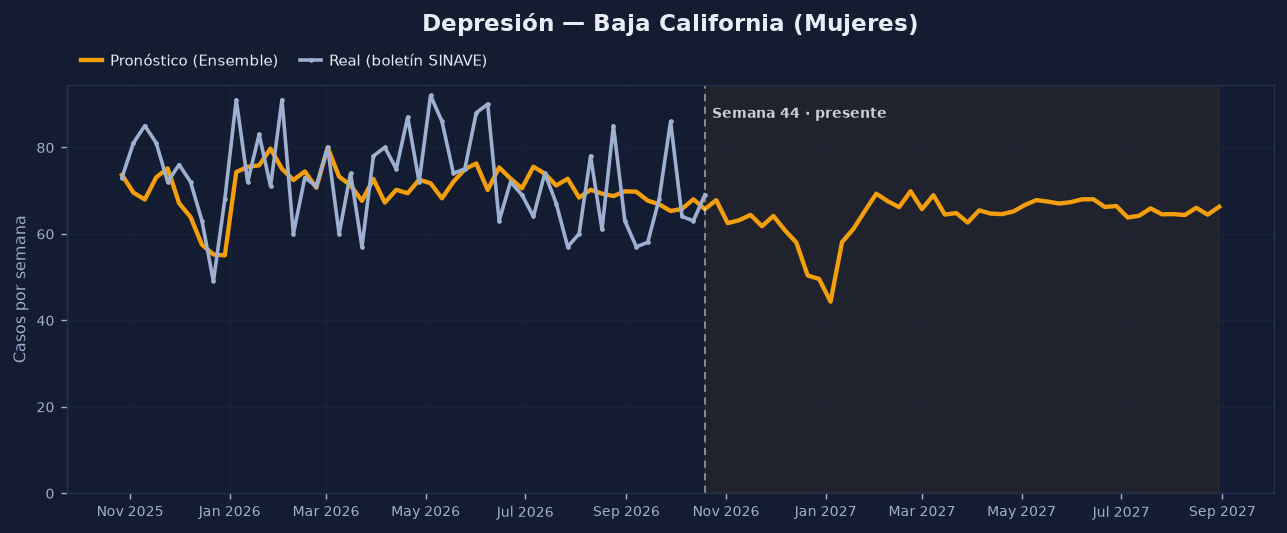 Depresión — Baja California (Mujeres)
Pronóstico (Ensemble)
Real (boletín SINAVE)
Semana 44 · presente
Casos por semana
80
60
40
20
0
Nov 2025
Jan 2026
Mar 2026
May 2026
Jul 2026
Sep 2026
Nov 2026
Jan 2027
Mar 2027
May 2027
Jul 2027
Sep 2027